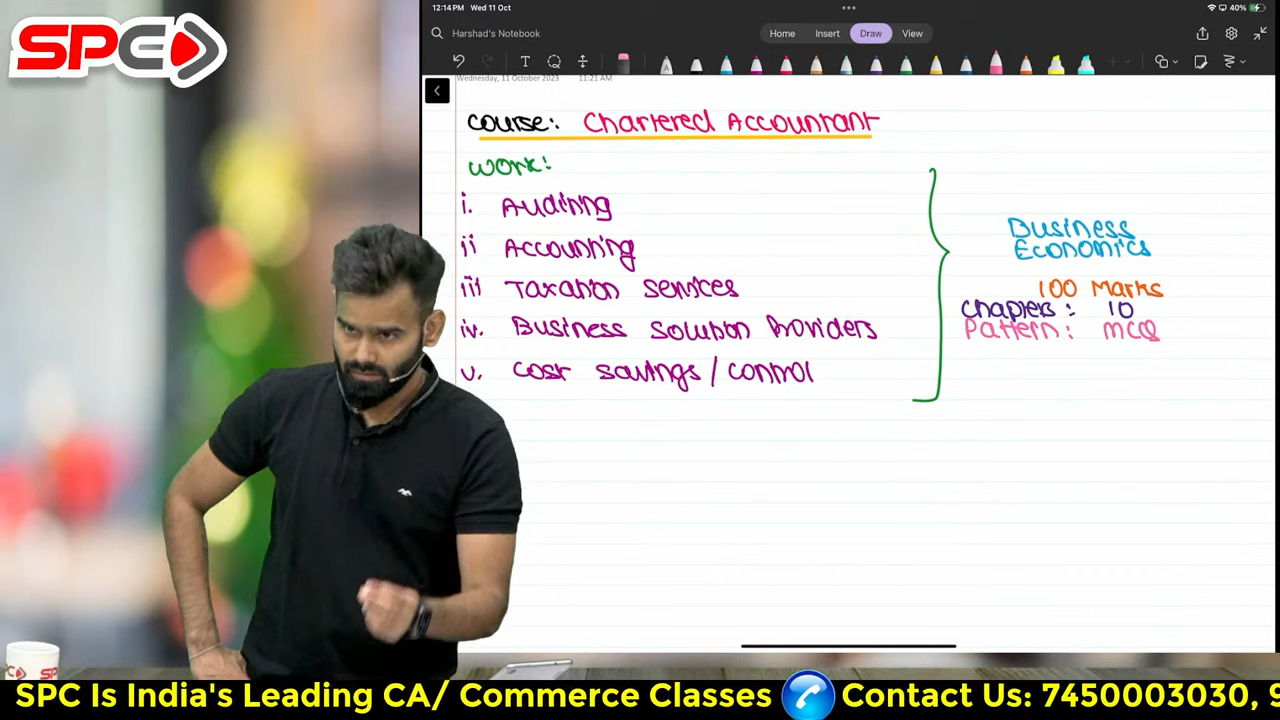 SPC
12:14 PM Wed 11 Oct
40%
Harshad's Notebook
Home Insert Draw View
Wednesday, 11 October 2023 11:21 AM
Course: Chartered Accountant
Work:
i. Auditing
ii Accounting
iii Taxation Services
iv. Business Solution Providers
v. Cost savings/control
Business
Economics
100 Marks
Chapters: 10
Pattern: MCQ
SPC
SPC Is India's Leading CA/ Commerce Classes Contact Us: 7450003030, 9